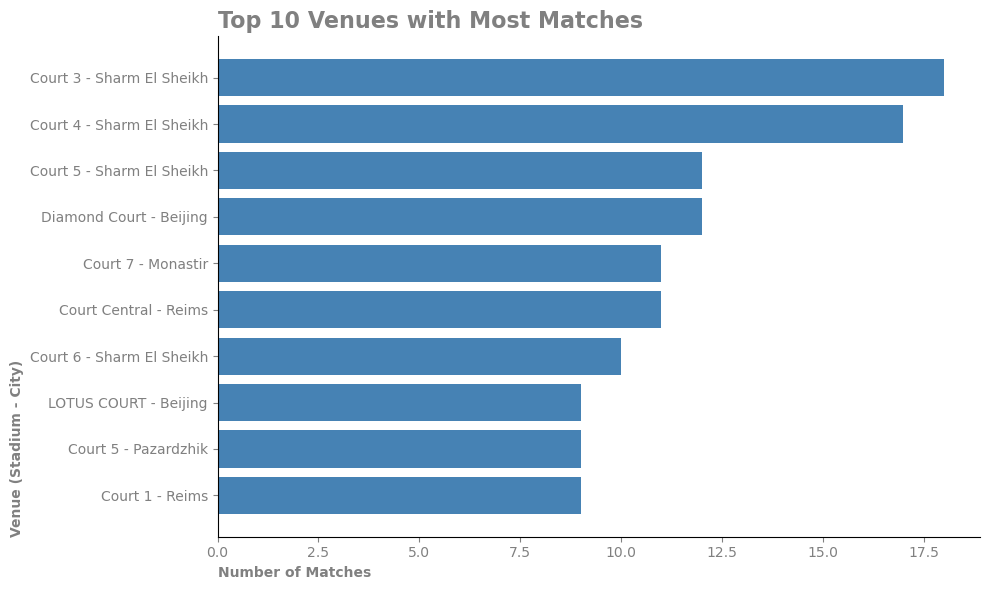 Top 10 Venues with Most Matches
Court 3 - Sharm El Sheikh
Court 4 - Sharm El Sheikh
Court 5 - Sharm El Sheikh
Diamond Court - Beijing
Court 7 - Monastir
Court Central - Reims
Court 6 - Sharm El Sheikh
LOTUS COURT - Beijing
Court 5 - Pazardzhik
Court 1 - Reims
Venue (Stadium - City)
0.0 2.5 5.0 7.5 10.0 12.5 15.0 17.5
Number of Matches